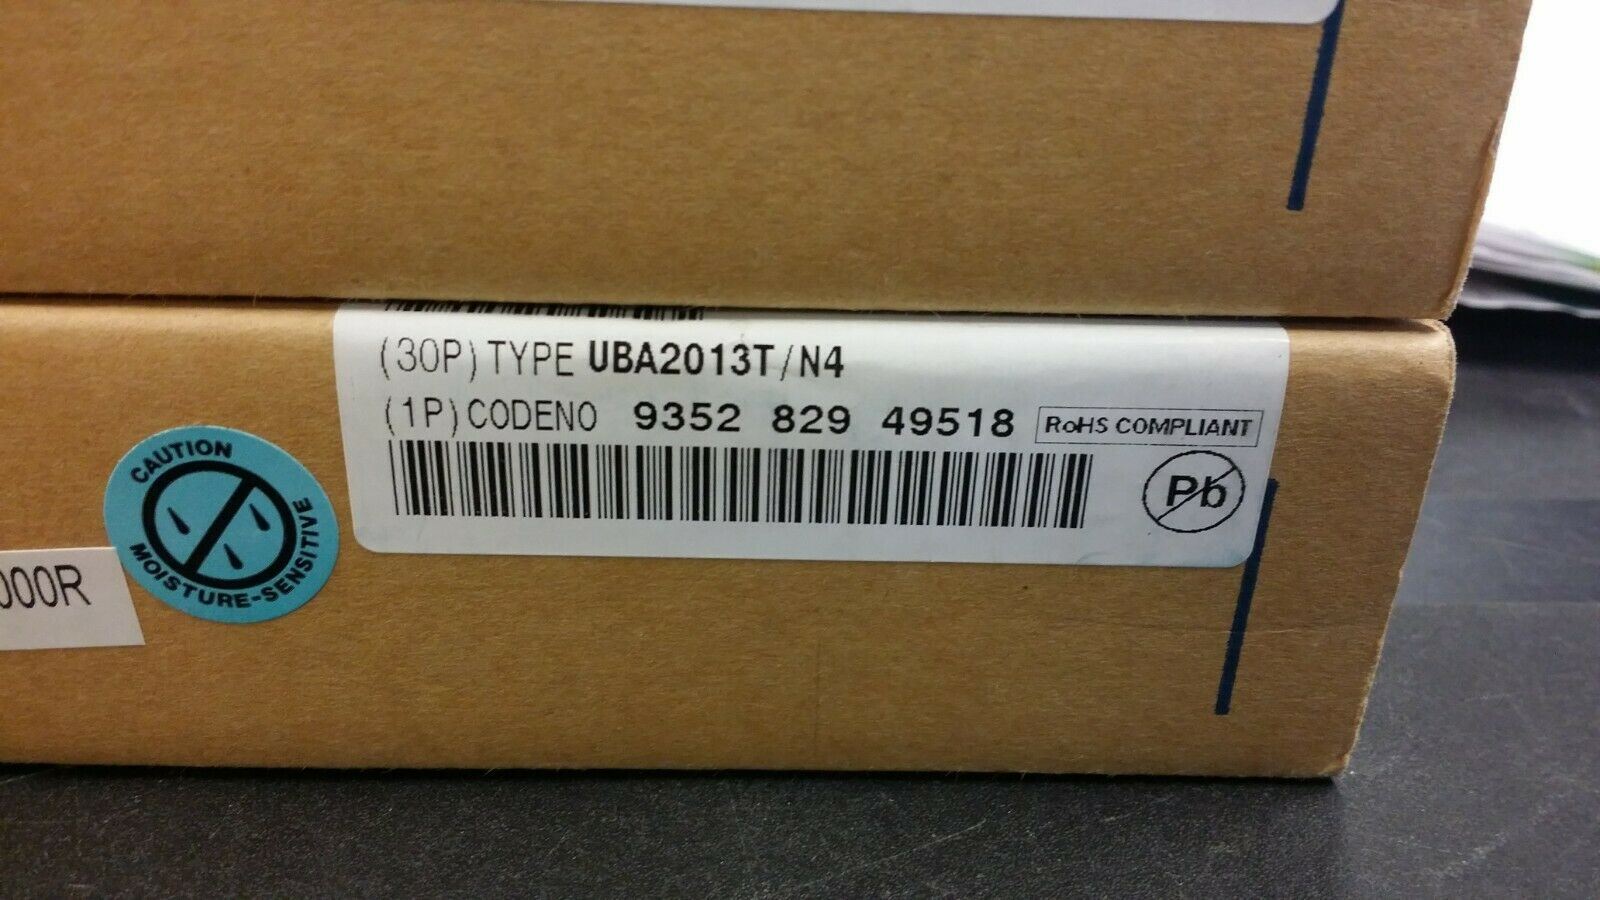 (30P) TYPE UBA2013T/N4
(1P) CODENO 9352 829 49518
RoHS COMPLIANT
Pb
CAUTION
MOISTURE-SENSITIVE
000R